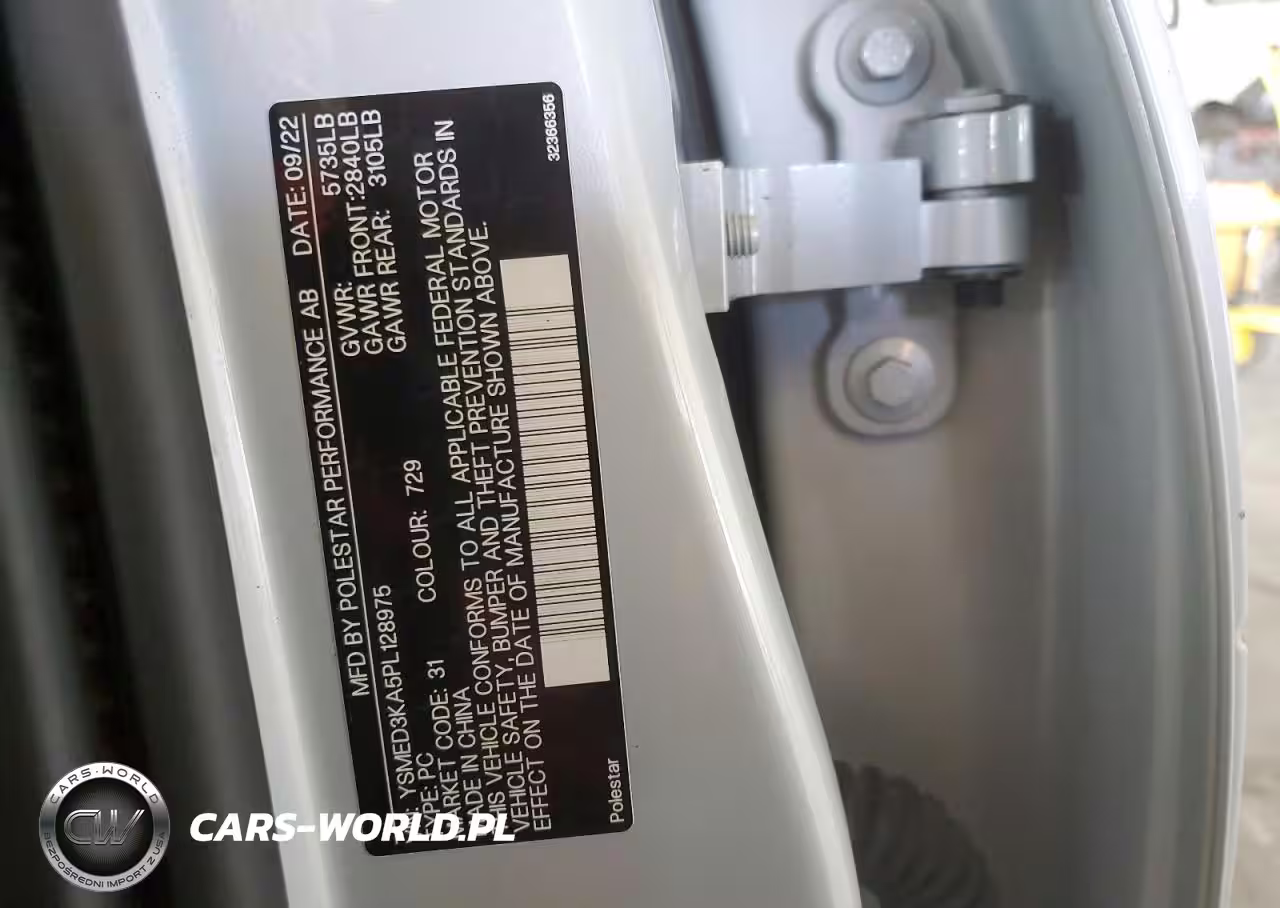 MFD BY POLESTAR PERFORMANCE AB DATE: 09/22
GVWR: 5735LB
GAWR FRONT:2840LB
GAWR REAR: 3105LB
YSMED3KA5PL128975
TYPE: PC
MARKET CODE: 31 COLOUR: 729
MADE IN CHINA
THIS VEHICLE CONFORMS TO ALL APPLICABLE FEDERAL MOTOR
VEHICLE SAFETY, BUMPER AND THEFT PREVENTION STANDARDS IN
EFFECT ON THE DATE OF MANUFACTURE SHOWN ABOVE.
Polestar 32366356
CARS-WORLD
CW
BEZPOŚREDNI IMPORT Z USA
CARS-WORLD.PL